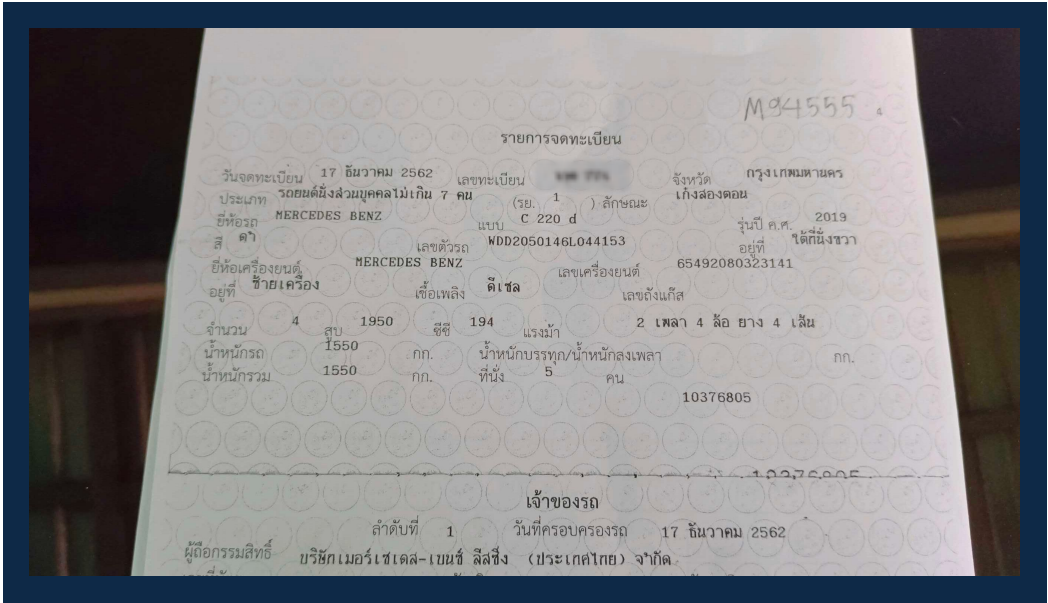 M94555
รายการจดทะเบียน
วันจดทะเบียน 17 ธันวาคม 2562 เลขทะเบียน จังหวัด กรุงเทพมหานคร
ประเภท รถยนต์นั่งส่วนบุคคลไม่เกิน 7 คน (รย. 1 ) ลักษณะ เก๋งสองตอน
ยี่ห้อรถ MERCEDES BENZ แบบ C 220 d รุ่นปี ค.ศ. 2019
สี ดำ เลขตัวรถ WDD2050146L044153 อยู่ที่ ใต้ที่นั่งขวา
ยี่ห้อเครื่องยนต์ MERCEDES BENZ เลขเครื่องยนต์ 65492080323141
อยู่ที่ ซ้ายเครื่อง เชื้อเพลิง ดีเซล เลขถังแก๊ส
จำนวน 4 สูบ 1950 ซีซี 194 แรงม้า 2 เพลา 4 ล้อ ยาง 4 เส้น
น้ำหนักรถ 1550 กก. น้ำหนักบรรทุก/น้ำหนักลงเพลา กก.
น้ำหนักรวม 1550 กก. ที่นั่ง 5 คน
10376805
10376805
เจ้าของรถ
ลำดับที่ 1 วันที่ครอบครองรถ 17 ธันวาคม 2562
ผู้ถือกรรมสิทธิ์ บริษัทเมอร์เซเดส-เบนซ์ ลีสซิ่ง (ประเทศไทย) จำกัด